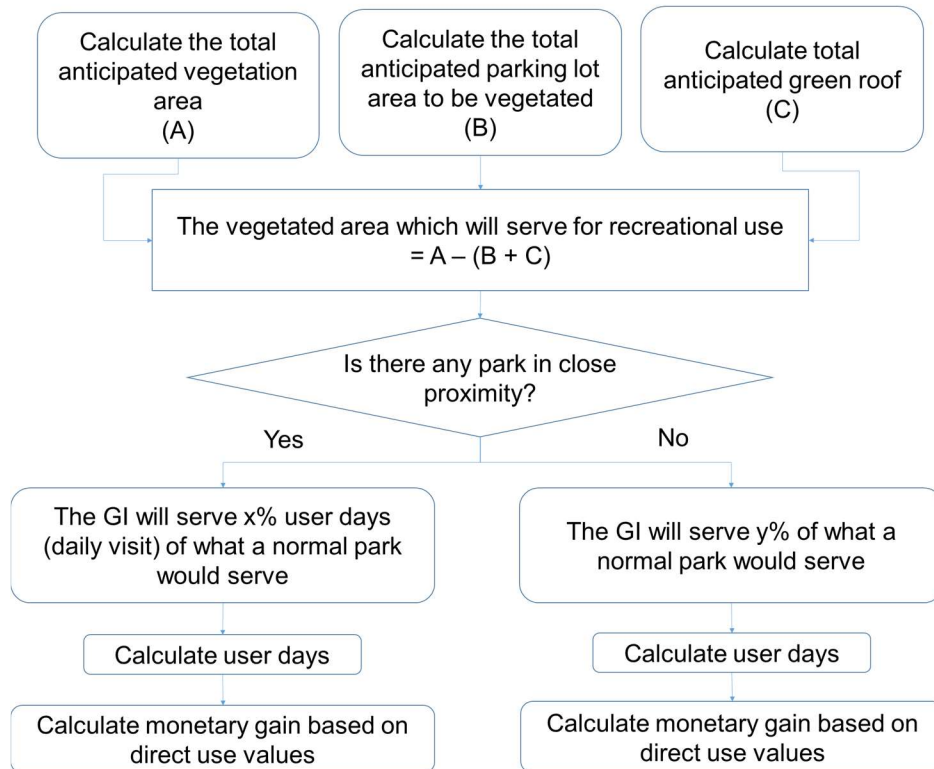 Calculate the total
anticipated vegetation
area
(A)
Calculate the total
anticipated parking lot
area to be vegetated
(B)
Calculate total
anticipated green roof
(C)
The vegetated area which will serve for recreational use
= A – (B + C)
Is there any park in close
proximity?
Yes
No
The GI will serve x% user days
(daily visit) of what a normal park
would serve
The GI will serve y% of what a
normal park would serve
Calculate user days
Calculate user days
Calculate monetary gain based on
direct use values
Calculate monetary gain based on
direct use values